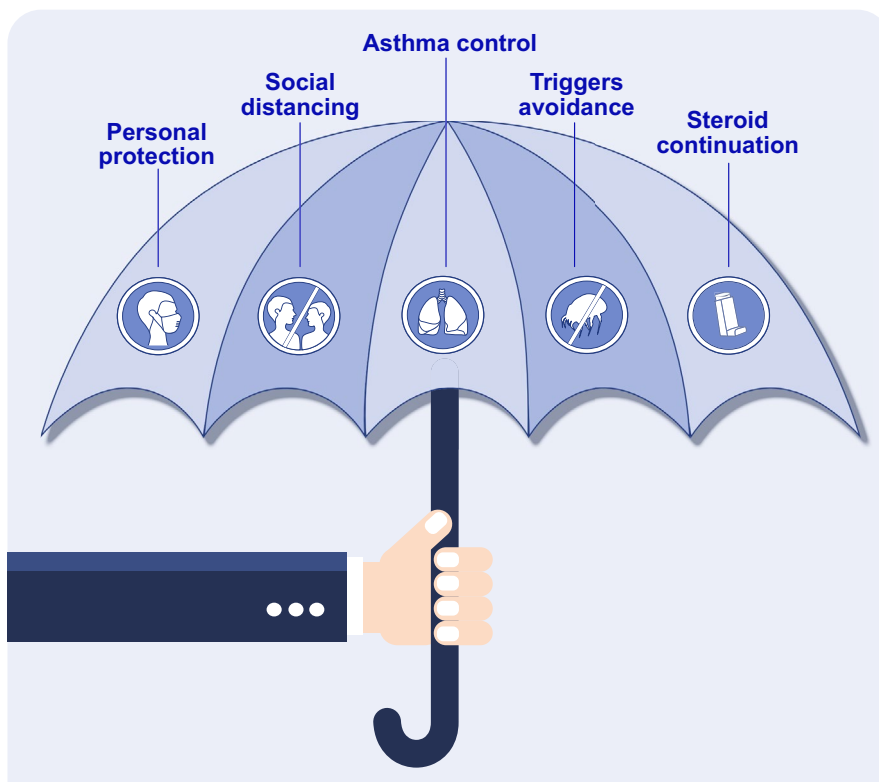 Asthma control
Social
distancing
Triggers
avoidance
Personal
protection
Steroid
continuation